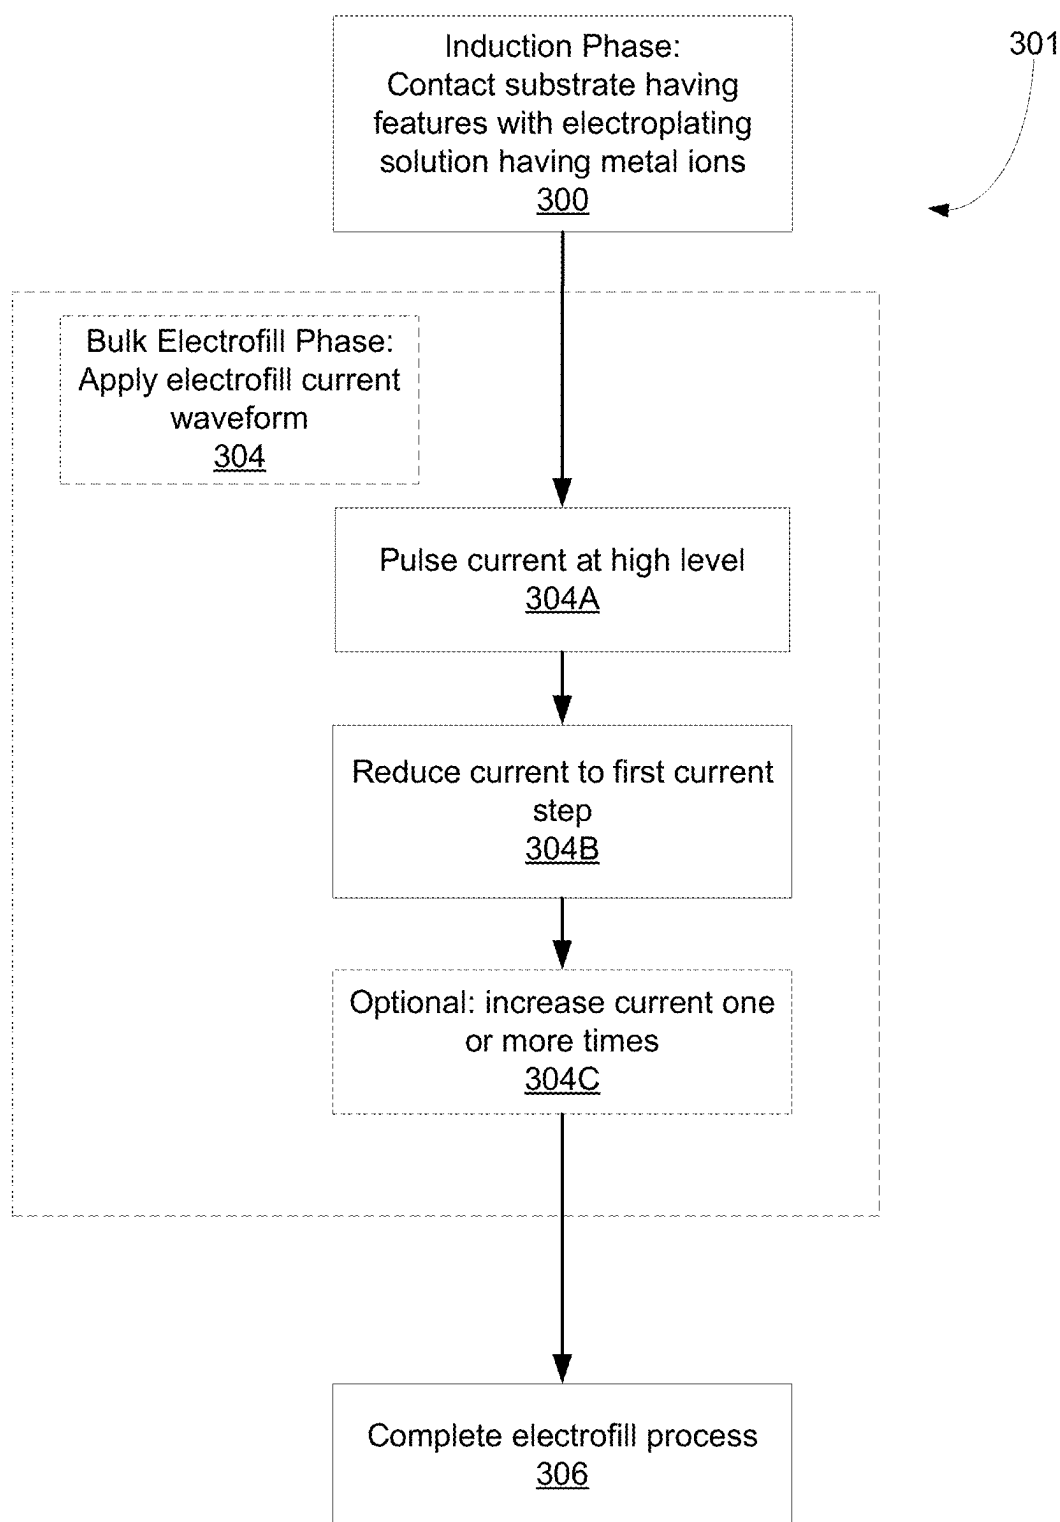 Induction Phase:
Contact substrate having
features with electroplating
solution having metal ions
300
301
Bulk Electrofill Phase:
Apply electrofill current
waveform
304
Pulse current at high level
304A
Reduce current to first current
step
304B
Optional: increase current one
or more times
304C
Complete electrofill process
306